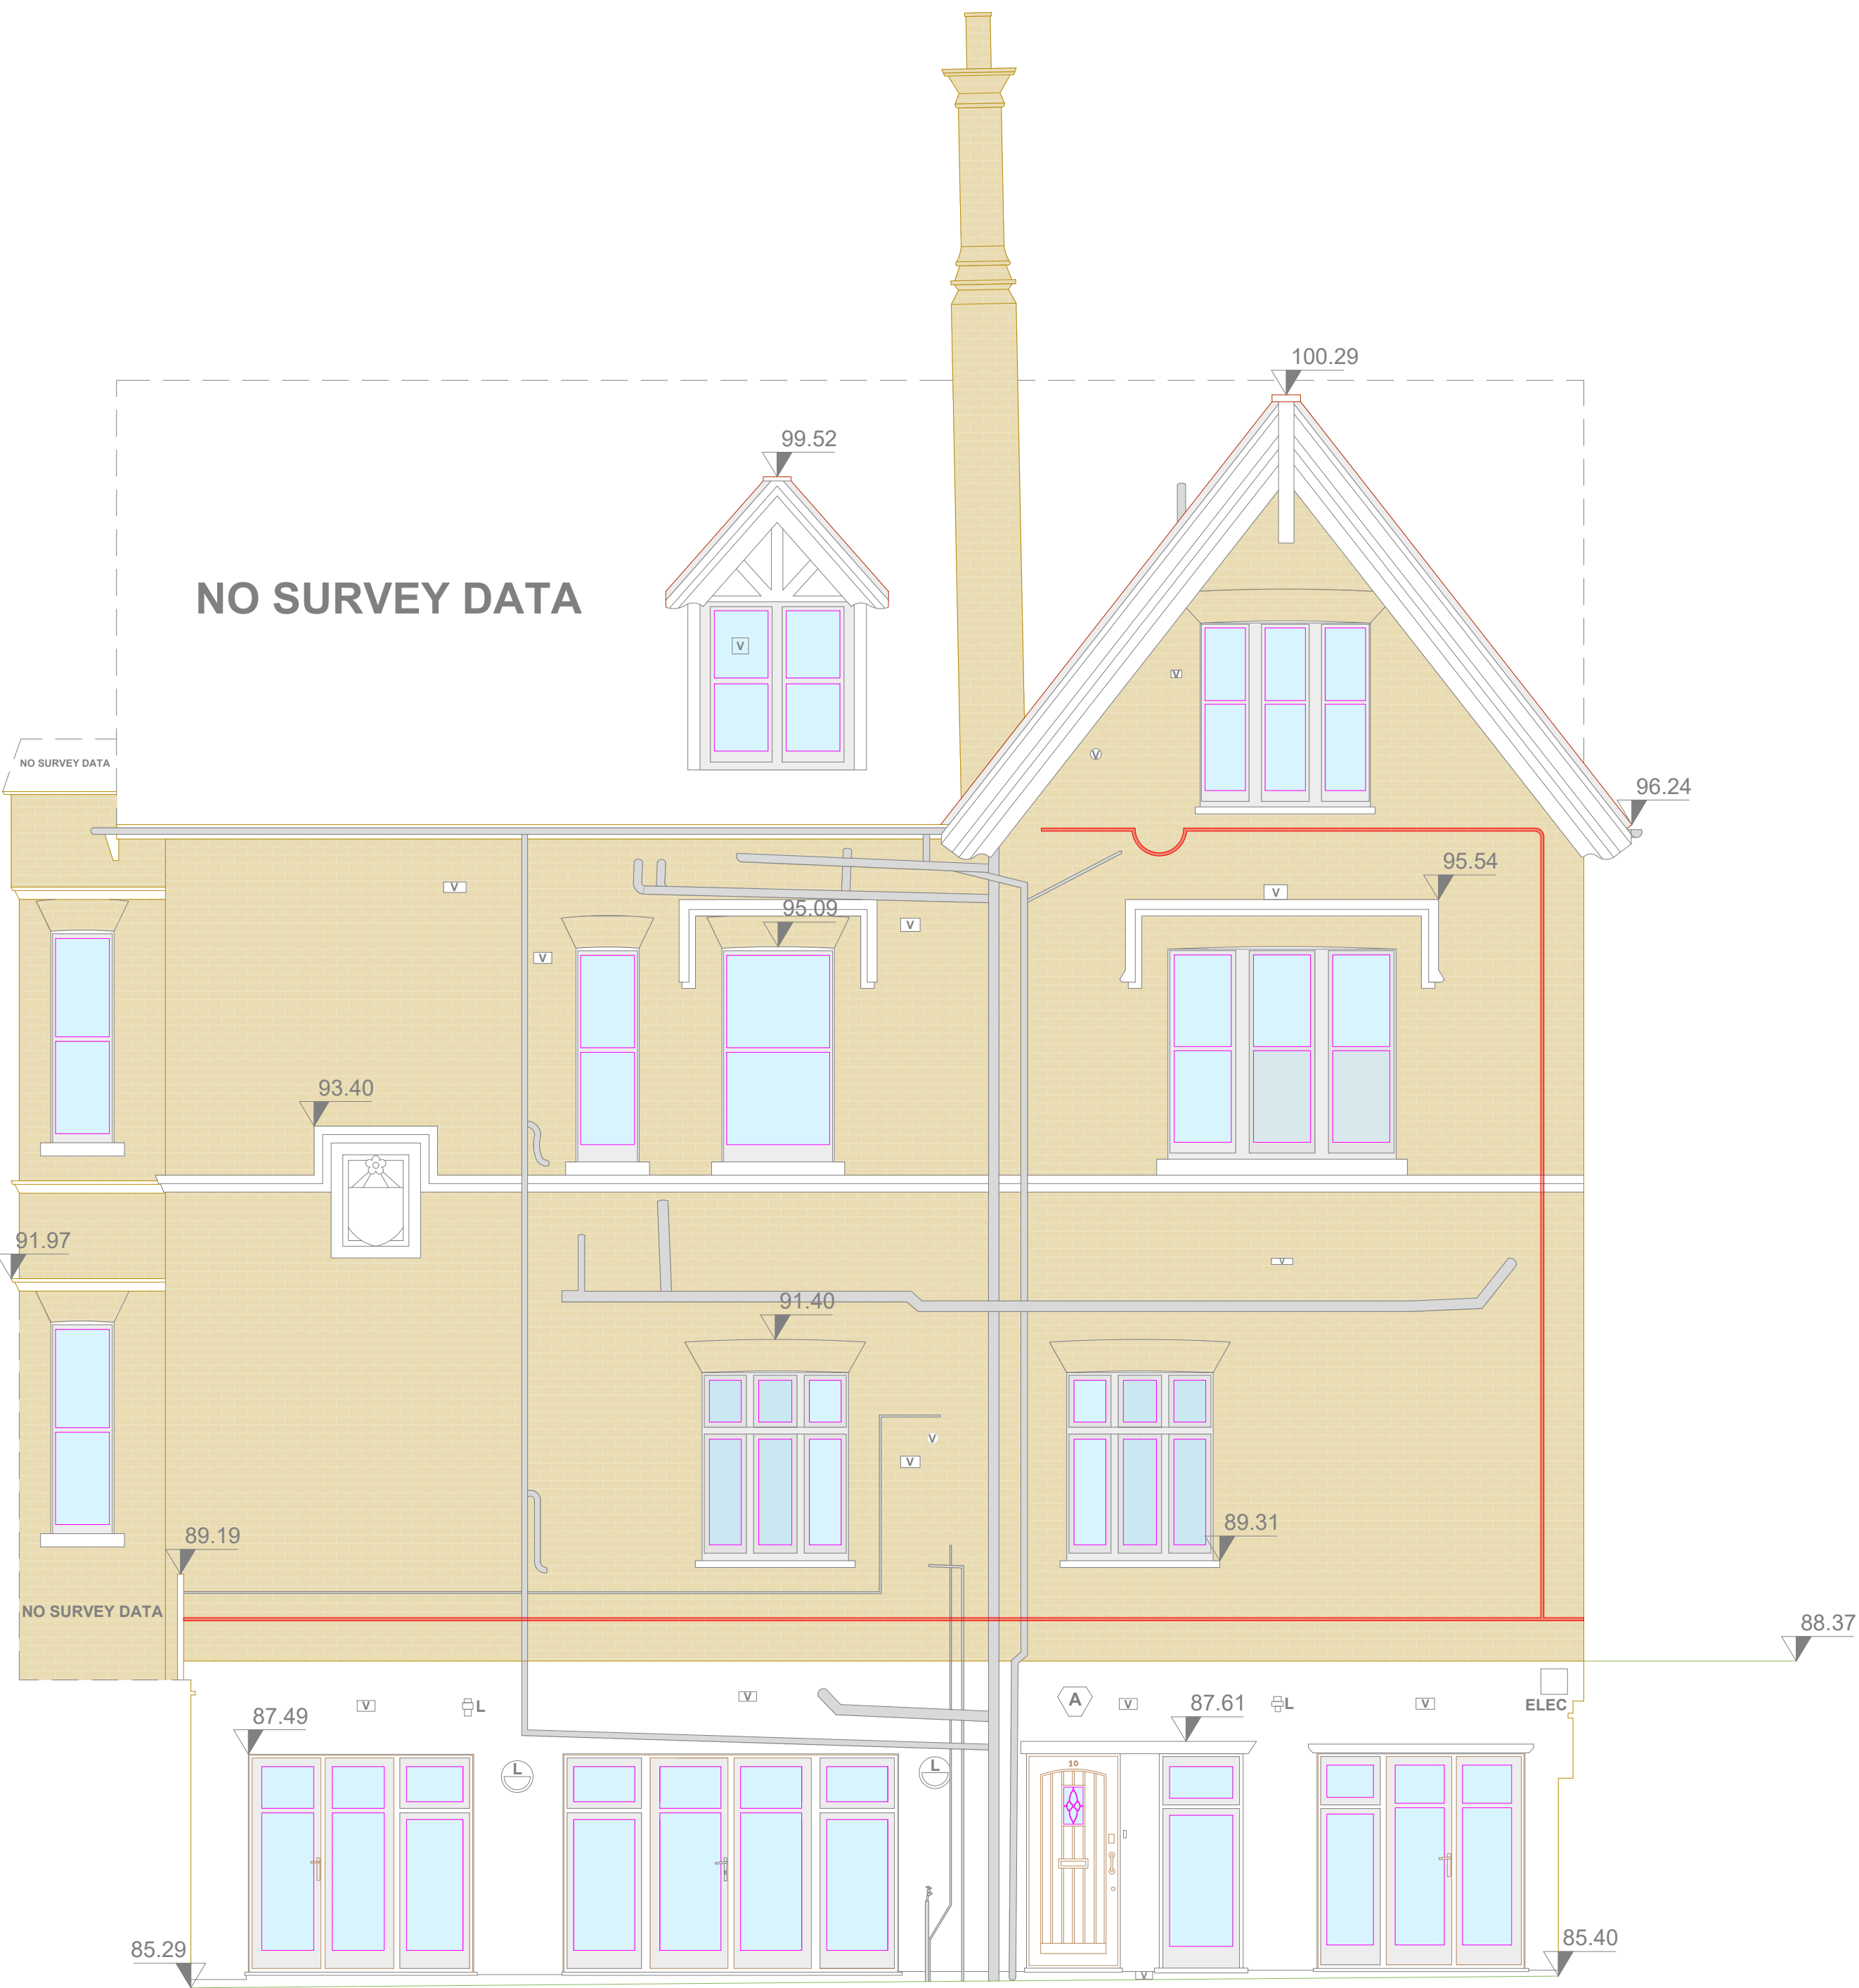 100.29
99.52
NO SURVEY DATA
V
V
V
NO SURVEY DATA
96.24
95.54
V
V
95.09
V
V
93.40
91.97
V
91.40
V
V
89.31
89.19
NO SURVEY DATA
88.37
ELEC
V
L
V
A
V
87.61
L
V
87.49
L
L
10
85.29
85.40
V